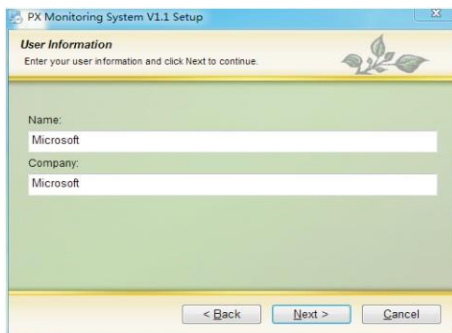 PX Monitoring System V1.1 Setup
User Information
Enter your user information and click Next to continue.
Name:
Microsoft
Company:
Microsoft
< Back
Next >
Cancel